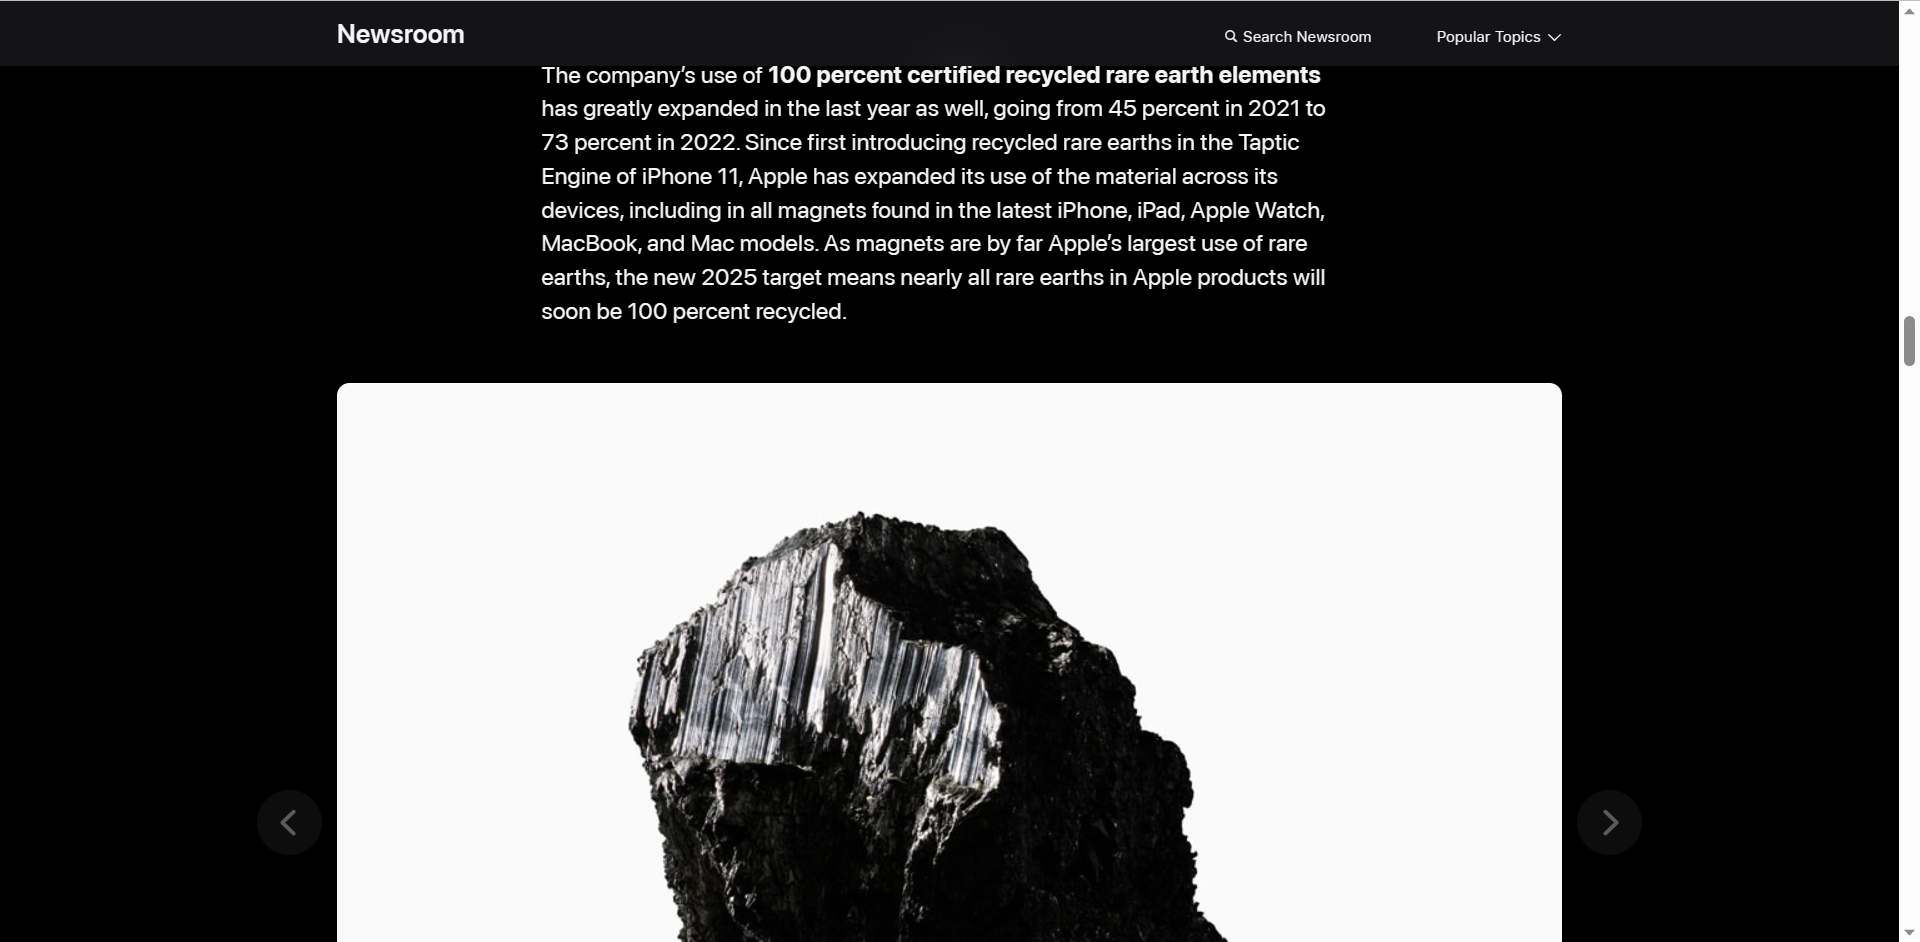 Newsroom
Search Newsroom
Popular Topics
The company’s use of 100 percent certified recycled rare earth elements
has greatly expanded in the last year as well, going from 45 percent in 2021 to
73 percent in 2022. Since first introducing recycled rare earths in the Taptic
Engine of iPhone 11, Apple has expanded its use of the material across its
devices, including in all magnets found in the latest iPhone, iPad, Apple Watch,
MacBook, and Mac models. As magnets are by far Apple’s largest use of rare
earths, the new 2025 target means nearly all rare earths in Apple products will
soon be 100 percent recycled.